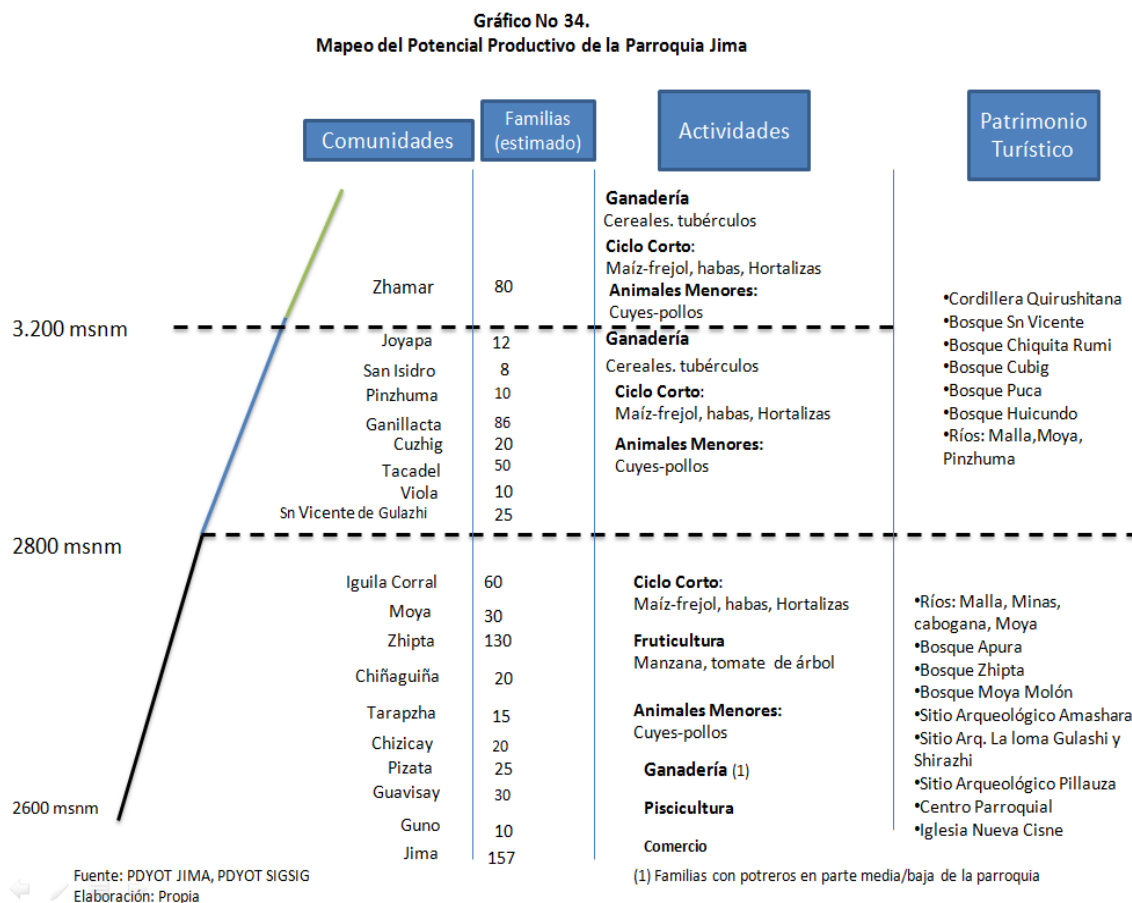 Gráfico No 34.
Mapeo del Potencial Productivo de la Parroquia Jima
Comunidades
Familias
(estimado)
Actividades
Patrimonio
Turístico
Ganadería
Cereales. tubérculos
Ciclo Corto:
Maíz-frejol, habas, Hortalizas
Animales Menores:
Cuyes-pollos
Zhamar 80
3.200 msnm
Joyapa 12
San Isidro 8
Pinzhuma 10
Ganillacta 86
Cuzhig 20
Tacadel 50
Viola 10
Sn Vicente de Gulazhi 25
Ganadería
Cereales. tubérculos
Ciclo Corto:
Maíz-frejol, habas, Hortalizas
Animales Menores:
Cuyes-pollos
•Cordillera Quirushitana
•Bosque Sn Vicente
•Bosque Chiquita Rumi
•Bosque Cubig
•Bosque Puca
•Bosque Huicundo
•Ríos: Malla,Moya,
Pinzhuma
2800 msnm
Iguila Corral 60
Moya 30
Zhipta 130
Chiñaguiña 20
Tarapzha 15
Chizicay 20
Pizata 25
Guavisay 30
Guno 10
Jima 157
2600 msnm
Ciclo Corto:
Maíz-frejol, habas, Hortalizas
Fruticultura
Manzana, tomate de árbol
Animales Menores:
Cuyes-pollos
Ganadería (1)
Piscicultura
Comercio
•Ríos: Malla, Minas,
cabogana, Moya
•Bosque Apura
•Bosque Zhipta
•Bosque Moya Molón
•Sitio Arqueológico Amashara
•Sitio Arq. La loma Gulashi y
Shirazhi
•Sitio Arqueológico Pillauza
•Centro Parroquial
•Iglesia Nueva Cisne
Fuente: PDYOT JIMA, PDYOT SIGSIG
Elaboración: Propia
(1) Familias con potreros en parte media/baja de la parroquia